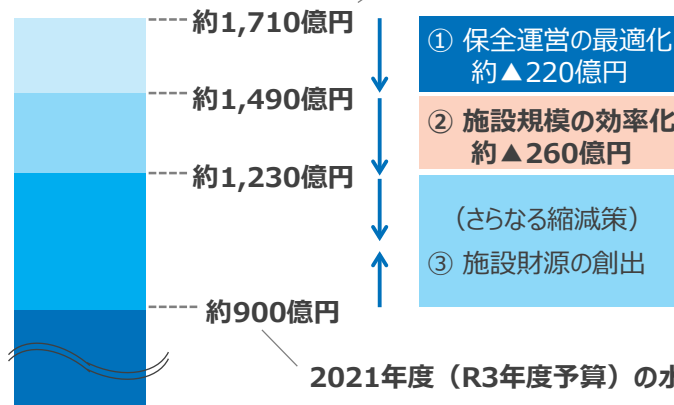 約1,710億円
① 保全運営の最適化
約▲220億円
約1,490億円
② 施設規模の効率化
約▲260億円
約1,230億円
（さらなる縮減策）
③ 施設財源の創出
約900億円
2021年度（R3年度予算）の水